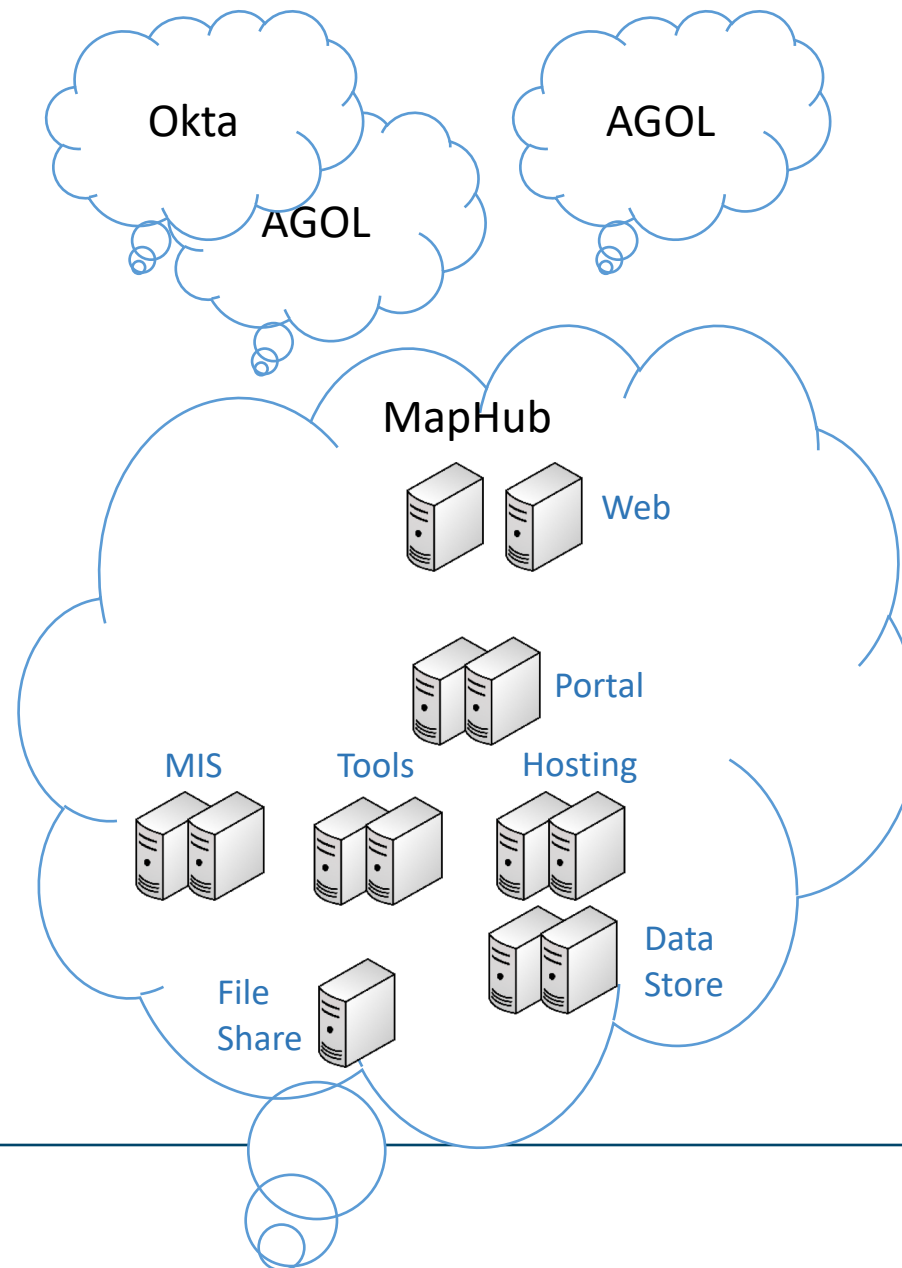 Okta
AGOL
AGOL
MapHub
Web
Portal
MIS
Tools
Hosting
Data
Store
File
Share